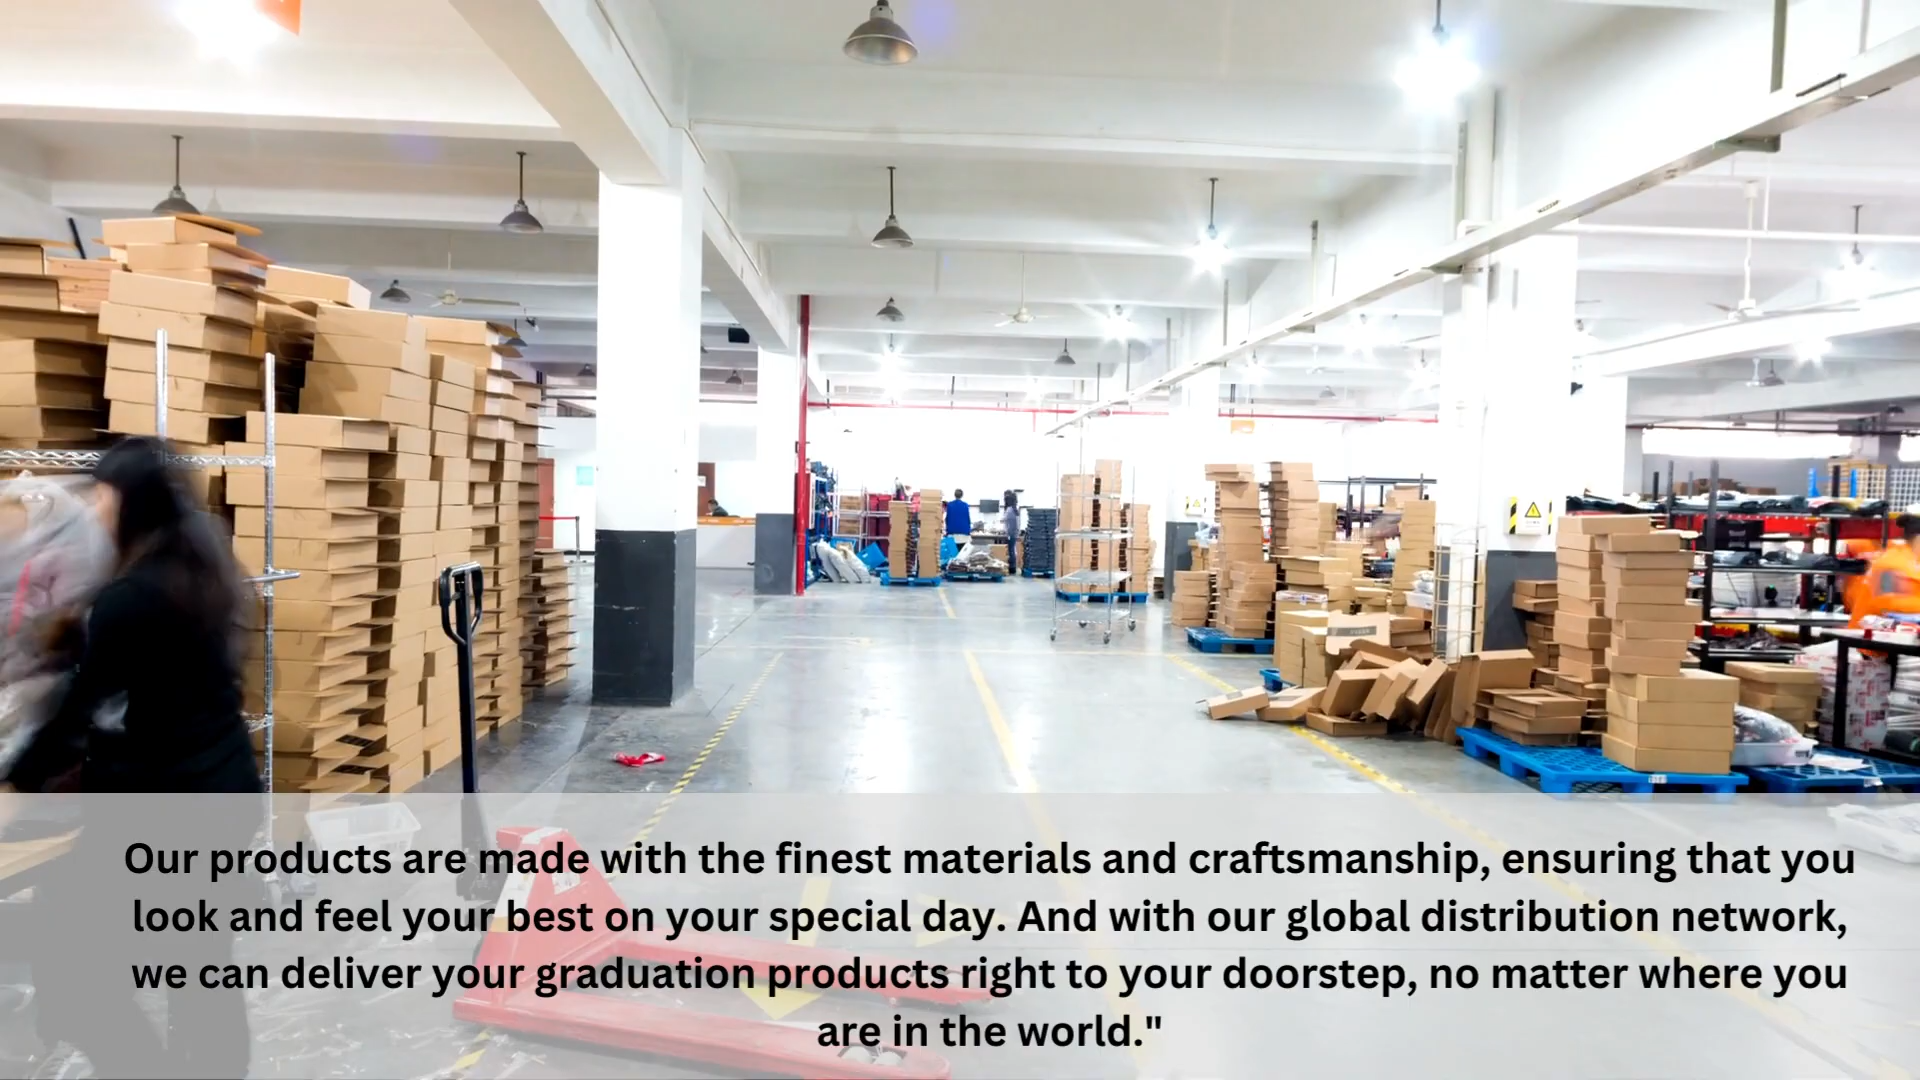 Our products are made with the finest materials and craftsmanship, ensuring that you
look and feel your best on your special day. And with our global distribution network,
we can deliver your graduation products right to your doorstep, no matter where you
are in the world."